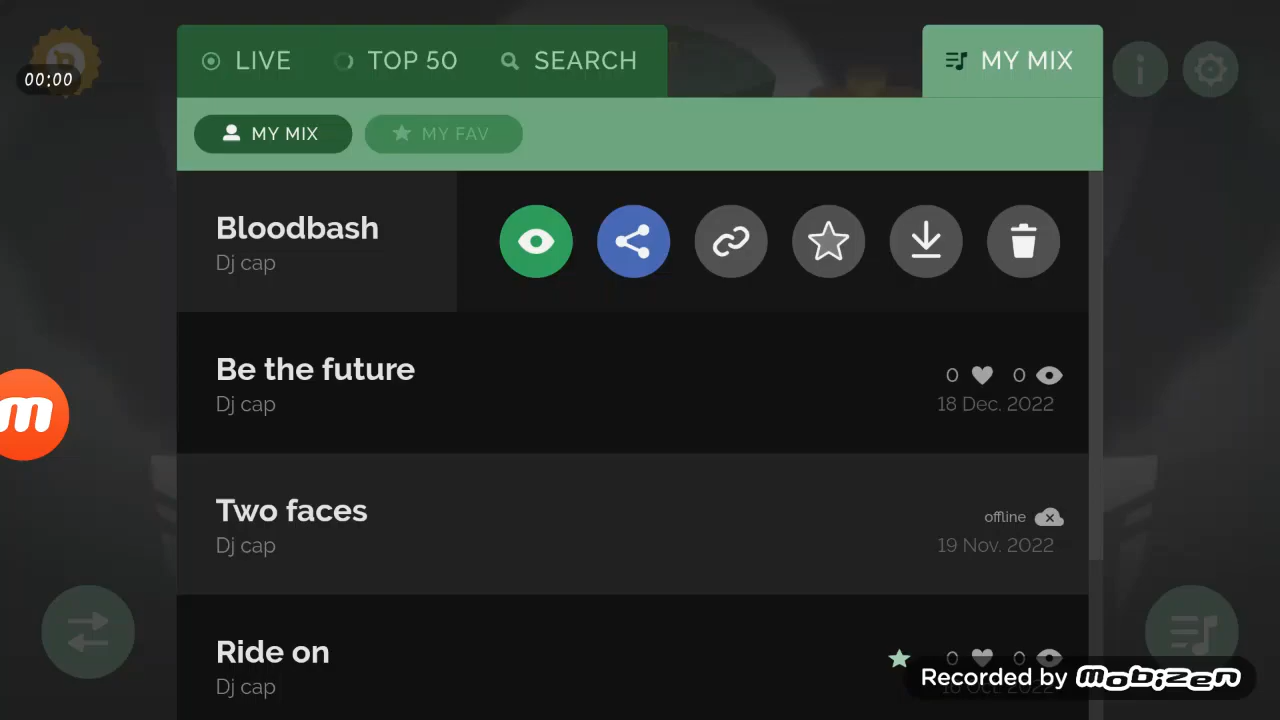 LIVE TOP 50 SEARCH MY MIX
00:00
MY MIX MY FAV
Bloodbash
Dj cap
Be the future
0 0
Dj cap
18 Dec. 2022
m
Two faces
offline
Dj cap
19 Nov. 2022
Ride on
0 0
Dj cap
Recorded by mobizen